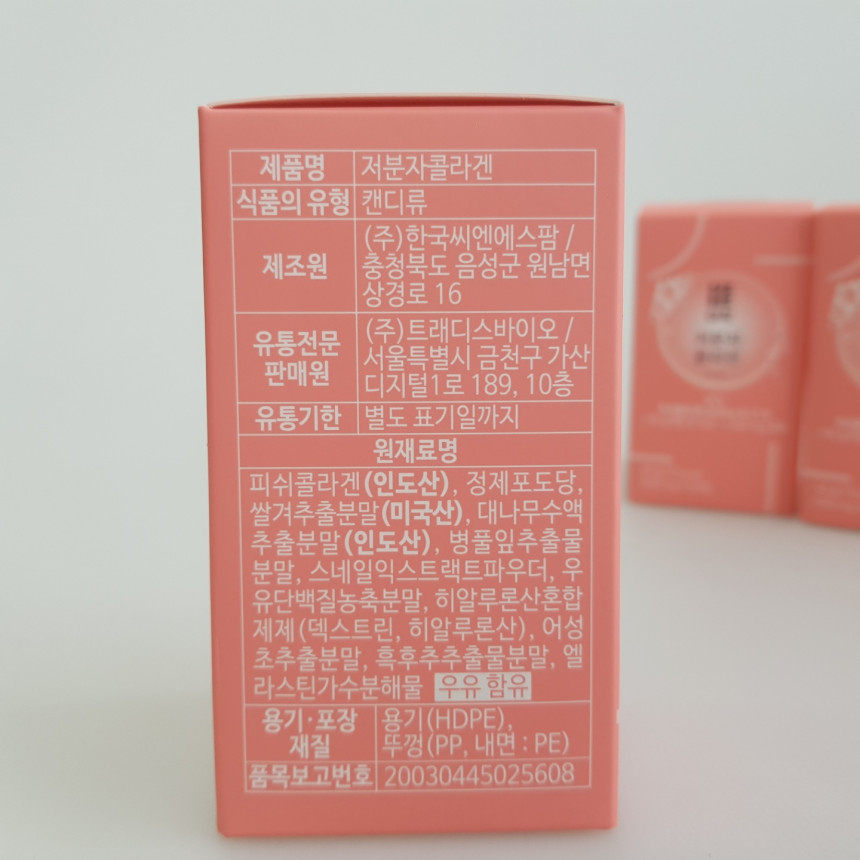 제품명 저분자콜라겐
식품의 유형 캔디류
제조원 (주)한국씨엔에스팜 /
충청북도 음성군 원남면
상경로 16
유통전문
판매원
(주)트래디스바이오 /
서울특별시 금천구 가산
디지털1로 189, 10층
유통기한 별도 표기일까지
원재료명
피쉬콜라겐(인도산), 정제포도당,
쌀겨추출분말(미국산), 대나무수액
추출분말(인도산), 병풀잎추출물
분말, 스네일익스트랙트파우더, 우
유단백질농축분말, 히알루론산혼합
제제(덱스트린, 히알루론산), 어성
초추출분말, 흑후추추출물분말, 엘
라스틴가수분해물 우유 함유
용기·포장
재질
용기(HDPE),
뚜껑(PP, 내면 : PE)
품목보고번호 20030445025608